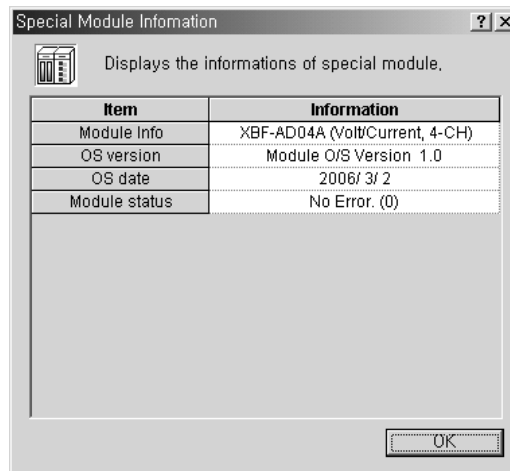 Special Module Infomation
Displays the informations of special module,
Item Information
Module Info XBF-AD04A (Volt/Current, 4-CH)
OS version Module O/S Version 1.0
OS date 2006/ 3/ 2
Module status No Error. (0)
OK